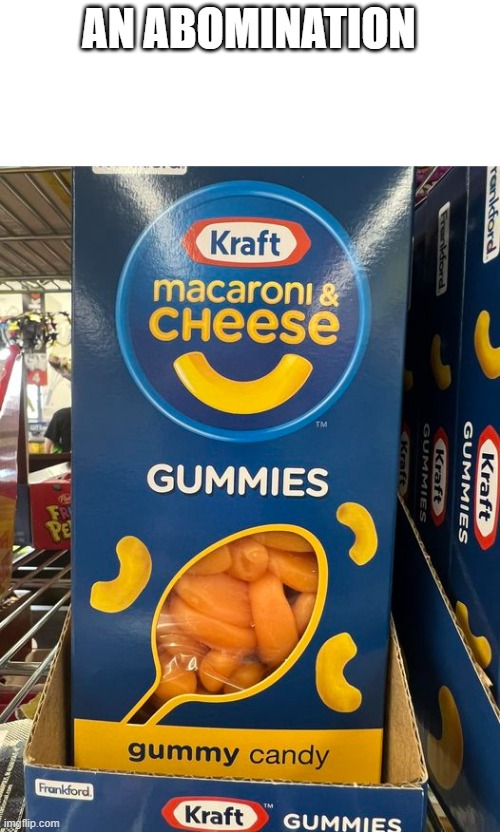 AN ABOMINATION
Kraft
macaroni &
CHeese
TM
GUMMIES
gummy candy
Frankford
Kraft
TM
GUMMIES
Frankford
Kraft
GUMMIES
Kraft
GUMMIES
imgflip.com